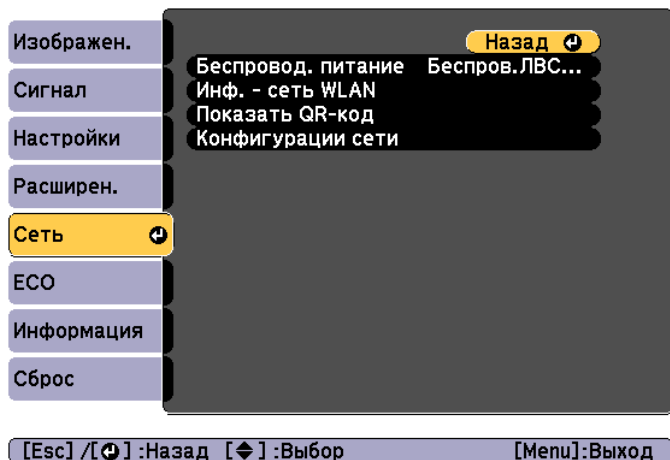 Изображен.
Сигнал
Настройки
Расширен.
Сеть
ECO
Информация
Сброс
Назад
Беспровод. питание Беспров.ЛВС...
Инф. - сеть WLAN
Показать QR-код
Конфигурации сети
[Esc] /[ ] :Назад [ ] :Выбор [Menu]:Выход